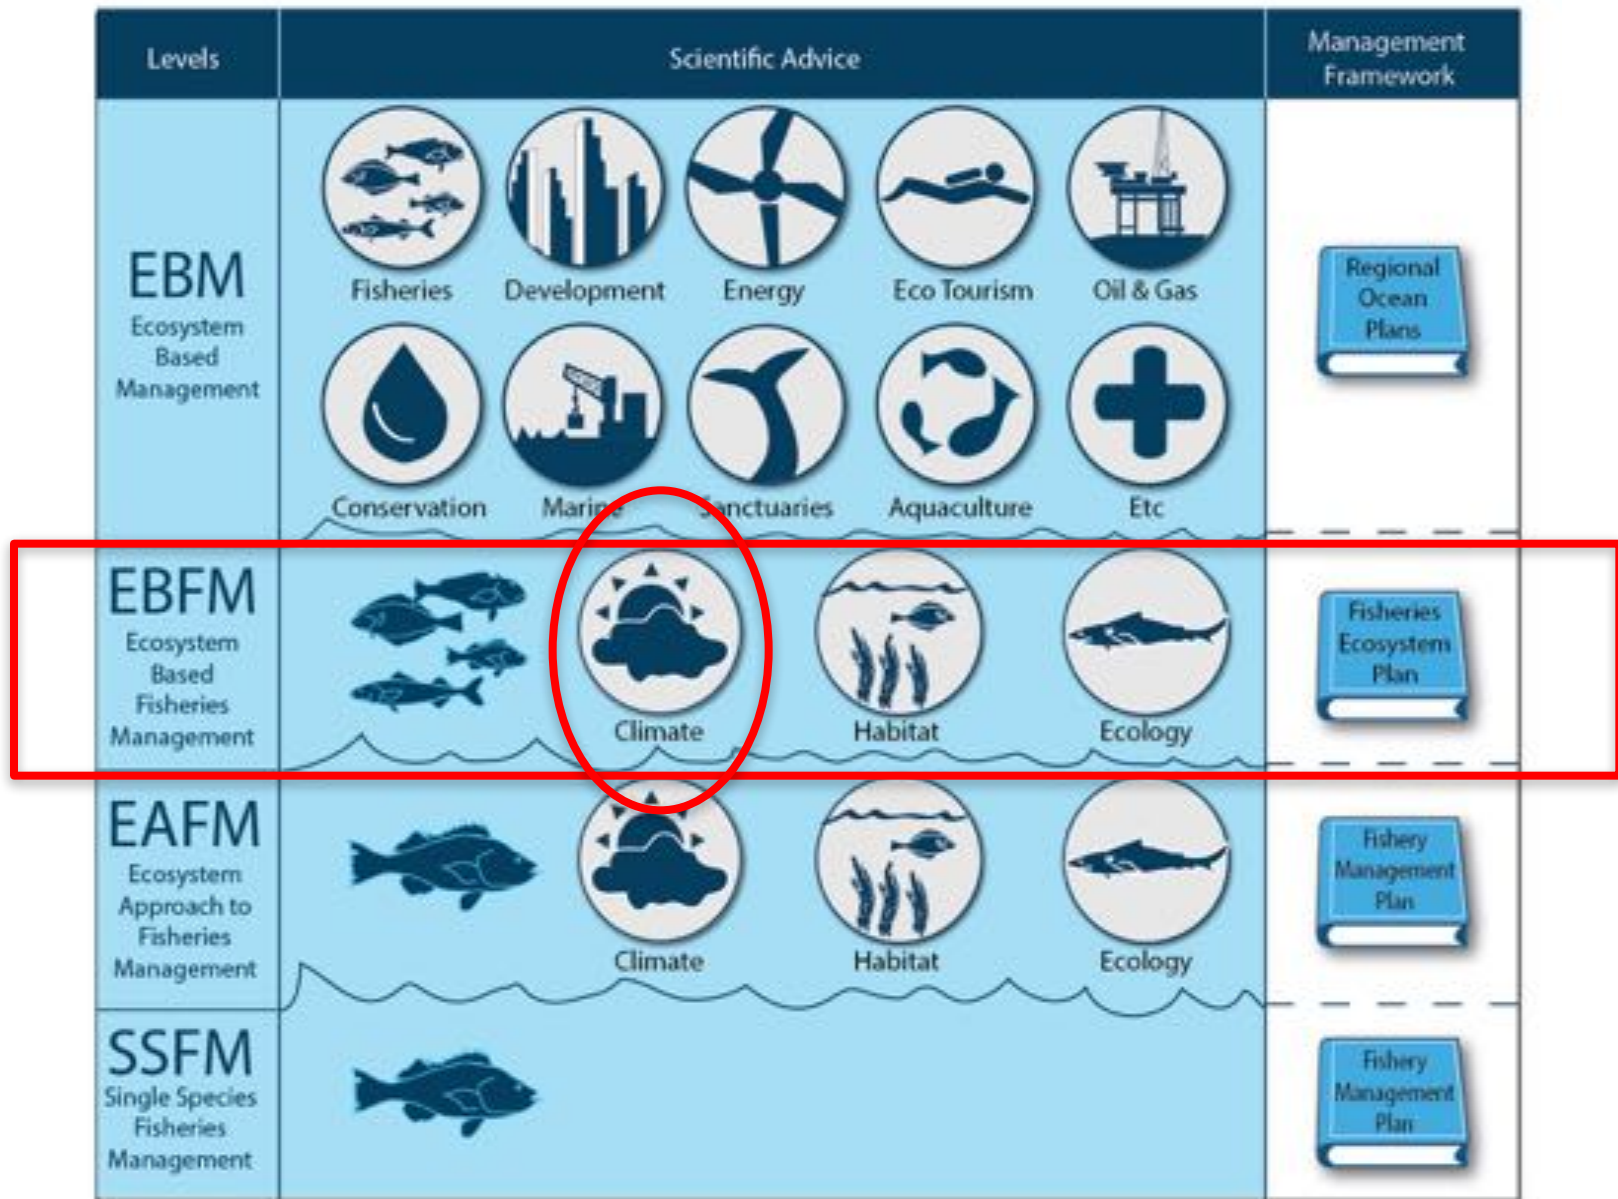 Levels
Scientific Advice
Management
Framework
EBM
Ecosystem
Based
Management
Fisheries
Development
Energy
Eco Tourism
Oil & Gas
Conservation
Marine
Sanctuaries
Aquaculture
Etc
Regional
Ocean
Plans
EBFM
Ecosystem
Based
Fisheries
Management
Climate
Habitat
Ecology
Fisheries
Ecosystem
Plan
EAFM
Ecosystem
Approach to
Fisheries
Management
Climate
Habitat
Ecology
Fishery
Management
Plan
SSFM
Single Species
Fisheries
Management
Fishery
Management
Plan